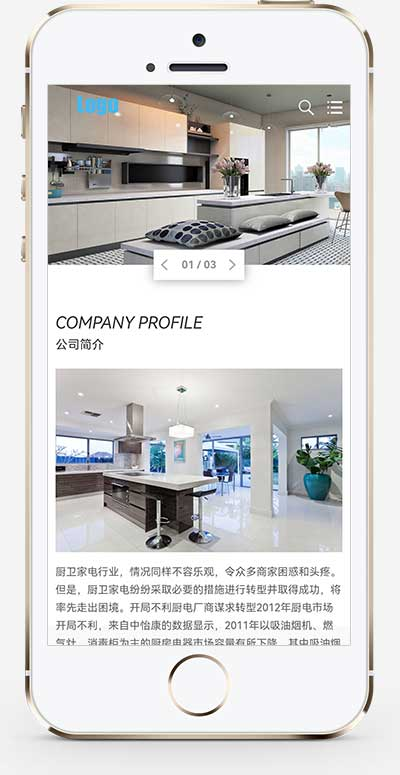 Logo
01 / 03
COMPANY PROFILE
公司简介
厨卫家电行业，情况同样不容乐观，令众多商家困惑和头疼。
但是，厨卫家电纷纷采取必要的措施进行转型并取得成功，将
率先走出困境。开局不利厨电厂商谋求转型2012年厨电市场
开局不利，来自中怡康的数据显示，2011年以吸油烟机、燃
气灶、消毒柜为主的厨房电器市场容量有所下降，其中吸油烟